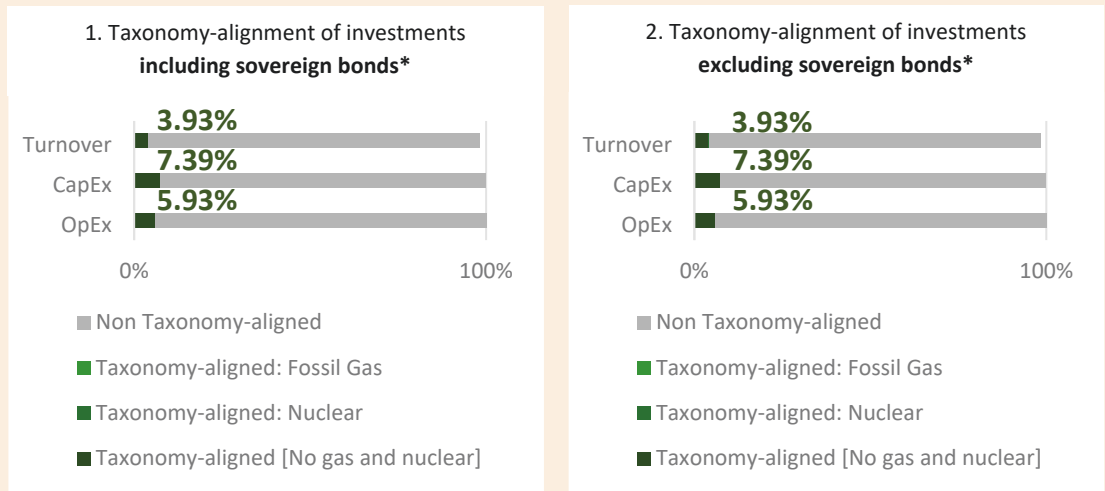 1. Taxonomy-alignment of investments
including sovereign bonds*
3.93%
Turnover
7.39%
CapEx
5.93%
OpEx
0%
100%
Non Taxonomy-aligned
Taxonomy-aligned: Fossil Gas
Taxonomy-aligned: Nuclear
Taxonomy-aligned [No gas and nuclear]
2. Taxonomy-alignment of investments
excluding sovereign bonds*
3.93%
Turnover
7.39%
CapEx
5.93%
OpEx
0%
100%
Non Taxonomy-aligned
Taxonomy-aligned: Fossil Gas
Taxonomy-aligned: Nuclear
Taxonomy-aligned [No gas and nuclear]